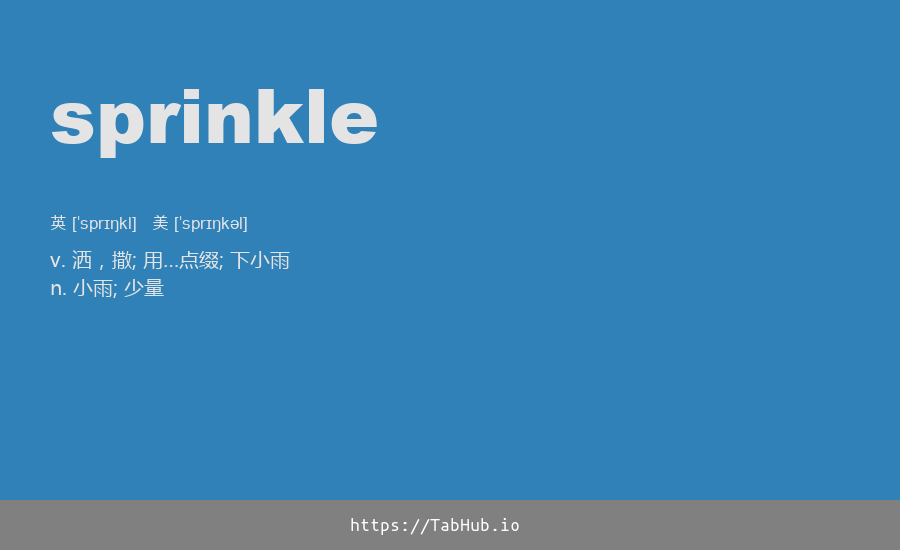 sprinkle
英 [ˈsprɪŋkl] 美 [ˈsprɪŋkəl]
v. 洒，撒; 用...点缀; 下小雨
n. 小雨; 少量
https://TabHub.io